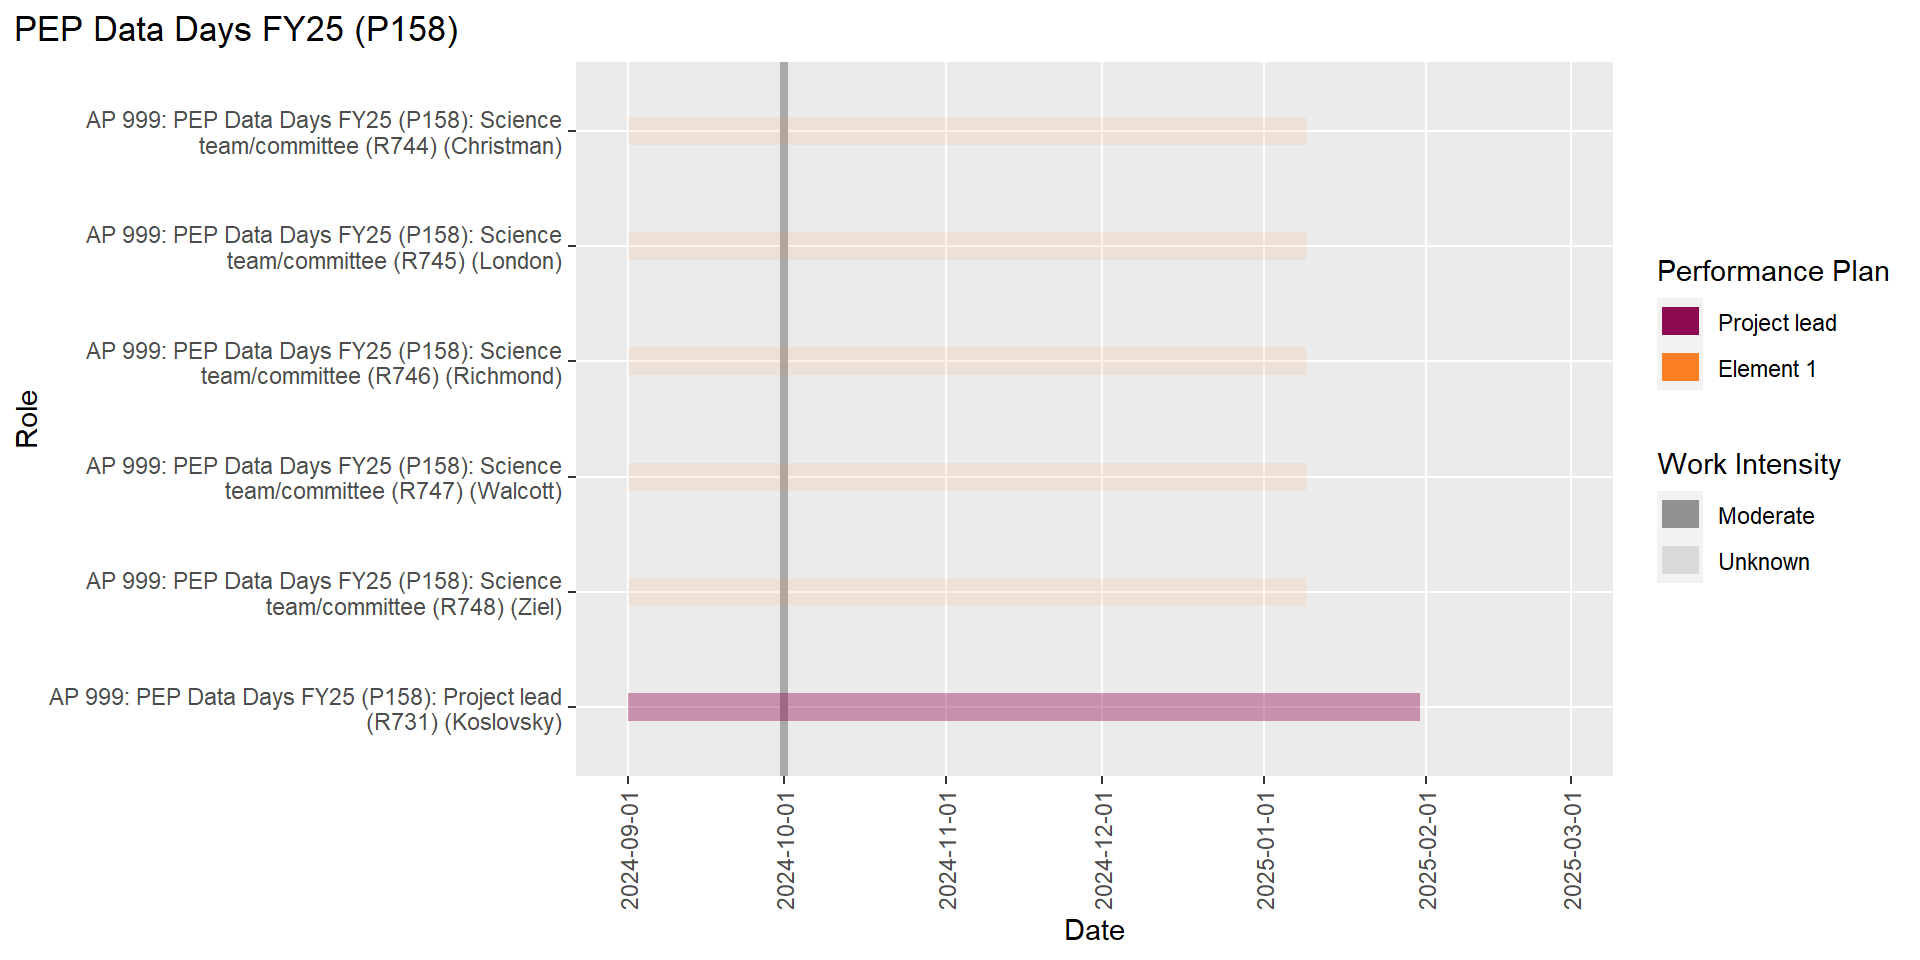 PEP Data Days FY25 (P158)
AP 999: PEP Data Days FY25 (P158): Science
team/committee (R744) (Christman)
AP 999: PEP Data Days FY25 (P158): Science
team/committee (R745) (London)
AP 999: PEP Data Days FY25 (P158): Science
team/committee (R746) (Richmond)
AP 999: PEP Data Days FY25 (P158): Science
team/committee (R747) (Walcott)
AP 999: PEP Data Days FY25 (P158): Science
team/committee (R748) (Ziel)
AP 999: PEP Data Days FY25 (P158): Project lead
(R731) (Koslovsky)
Role
2024-09-01
2024-10-01
2024-11-01
2024-12-01
2025-01-01
2025-02-01
2025-03-01
Date
Performance Plan
Project lead
Element 1
Work Intensity
Moderate
Unknown